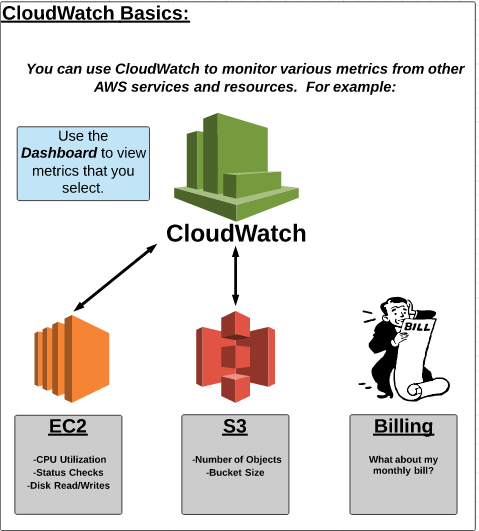 CloudWatch Basics:
You can use CloudWatch to monitor various metrics from other
AWS services and resources.  For example:
Use the
Dashboard to view
metrics that you
select.
CloudWatch
BILL
EC2
-CPU Utilization
-Status Checks
-Disk Read/Writes
S3
-Number of Objects
-Bucket Size
Billing
What about my
monthly bill?